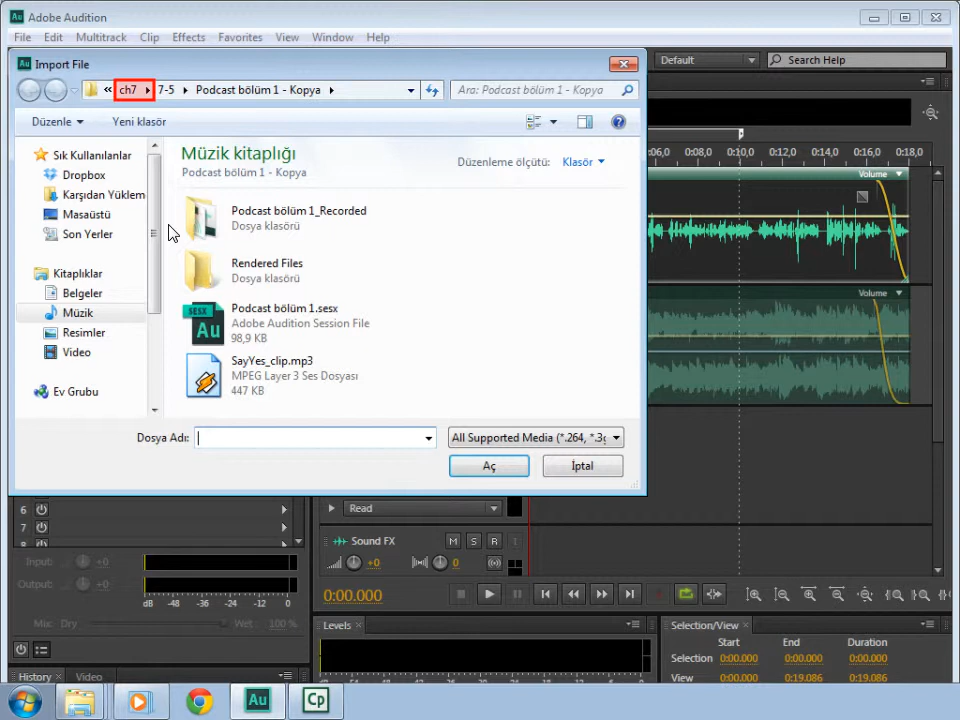 Adobe Audition
File Edit Multitrack Clip Effects Favorites View Window Help
Import File
Default
Search Help
« ch7 7-5 Podcast bölüm 1 - Kopya
Ara: Podcast bölüm 1 - Kopya
Düzenle Yeni klasör
Sık Kullanılanlar
Dropbox
Karşıdan Yüklem
Masaüstü
Son Yerler
Kitaplıklar
Belgeler
Müzik
Resimler
Video
Ev Grubu
Müzik kitaplığı
Podcast bölüm 1 - Kopya
Düzenleme ölçütü: Klasör
Podcast bölüm 1_Recorded
Dosya klasörü
Rendered Files
Dosya klasörü
Podcast bölüm 1.sesx
Adobe Audition Session File
98,9 KB
SayYes_clip.mp3
MPEG Layer 3 Ses Dosyası
447 KB
SESX
Au
Dosya Adı:
All Supported Media (*.264, *.3g
Aç İptal
:06,0 0:08,0 0:10,0 0:12,0 0:14,0 0:16,0 0:18,0
Volume
Volume
6
7
8
Read
Sound FX M S R I
+0 0
Input: +0
Output: +0
dB -48 -36 -24 -12 0
Mix: Dry Wet 100 %
0:00.000
Levels
Selection/View
Start End Duration
Selection 0:00.000 0:00.000 0:00.000
View 0:00.000 0:19.086 0:19.086
History Video
Au Cp